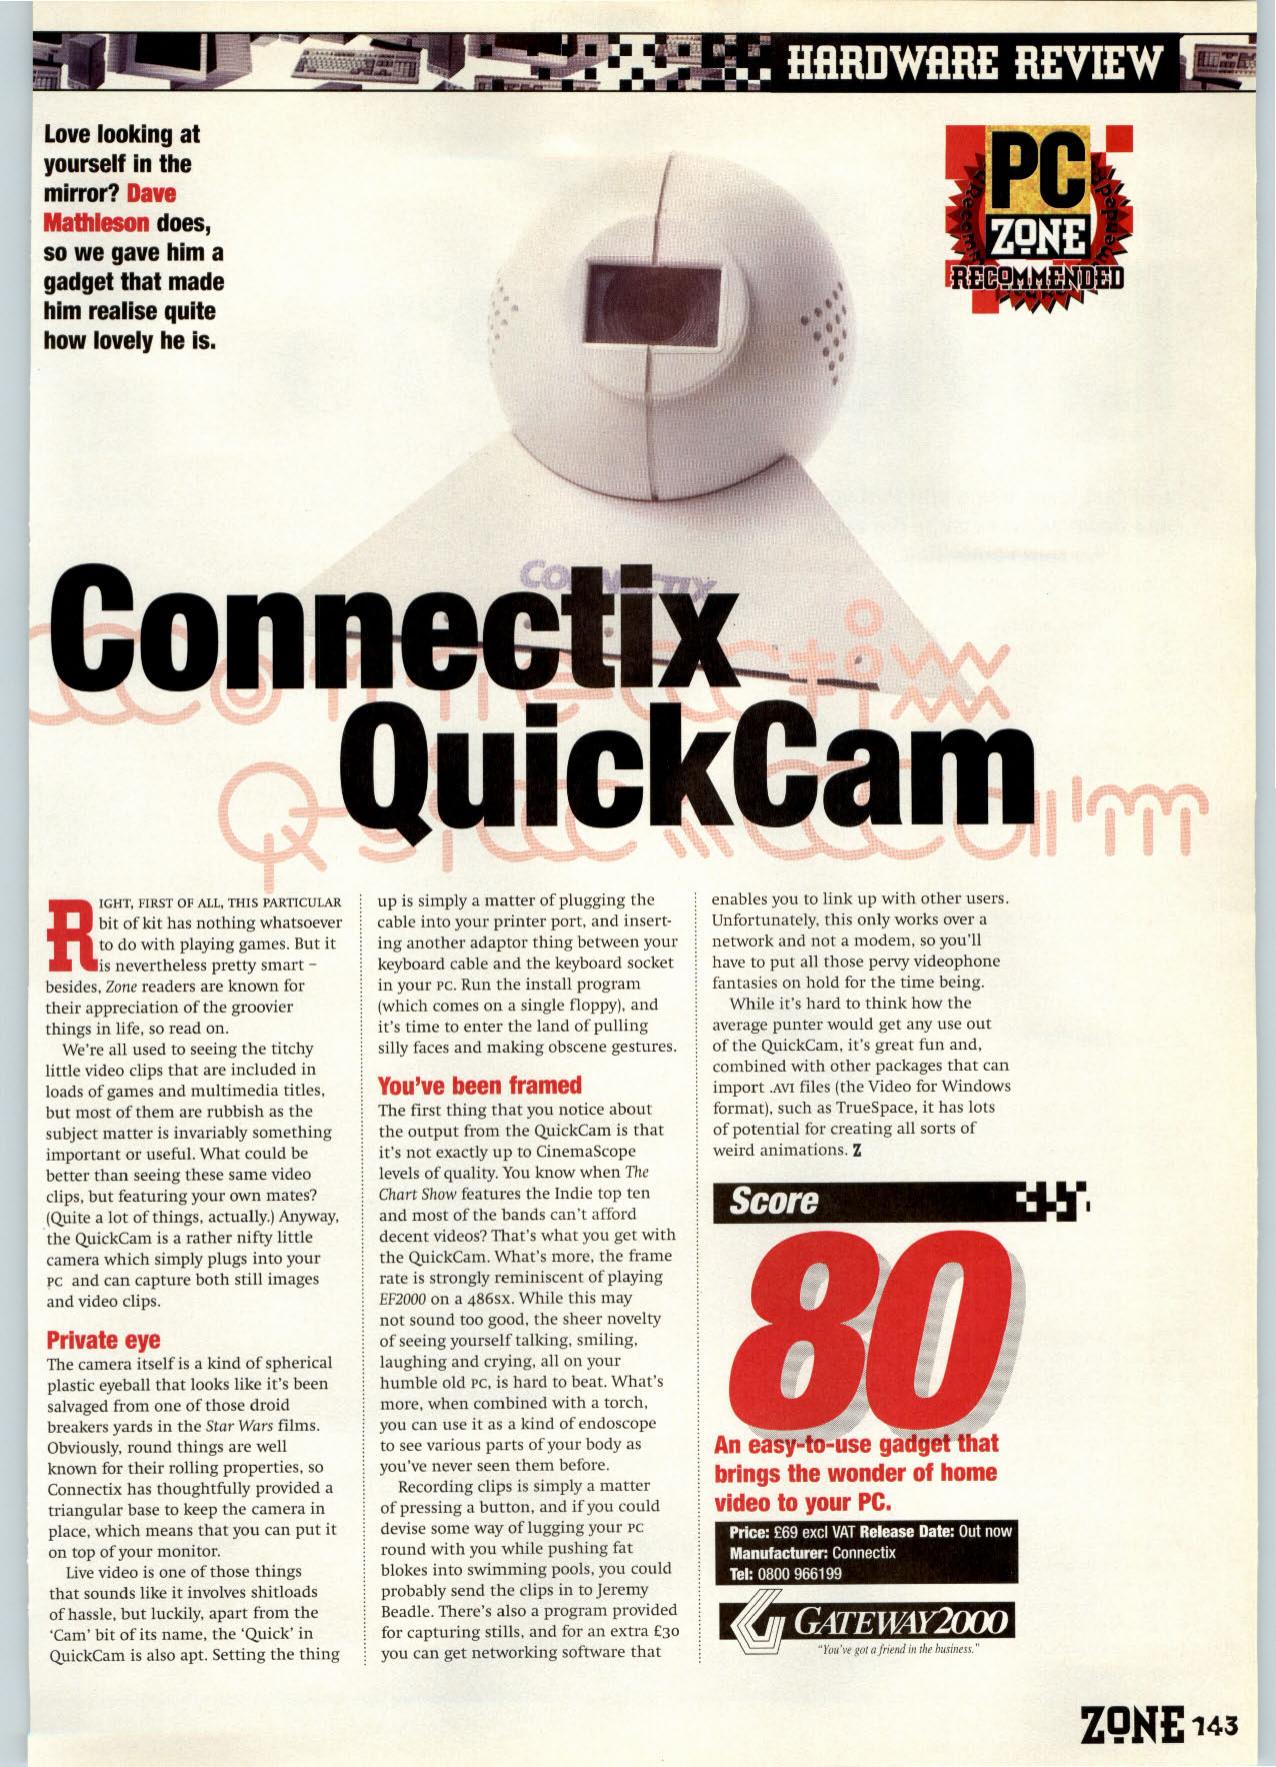 HARDWARE REVIEW
Love looking at
yourself in the
mirror? Dave
Mathieson does,
so we gave him a
gadget that made
him realise quite
how lovely he is.
PC
ZONE
RECOMMENDED
CONNECTIX
Connectix
QuickCam
RIGHT, FIRST OF ALL, THIS PARTICULAR
bit of kit has nothing whatsoever
to do with playing games. But it
is nevertheless pretty smart –
besides, Zone readers are known for
their appreciation of the groovier
things in life, so read on.
We're all used to seeing the titchy
little video clips that are included in
loads of games and multimedia titles,
but most of them are rubbish as the
subject matter is invariably something
important or useful. What could be
better than seeing these same video
clips, but featuring your own mates?
(Quite a lot of things, actually.) Anyway,
the QuickCam is a rather nifty little
camera which simply plugs into your
PC and can capture both still images
and video clips.
Private eye
The camera itself is a kind of spherical
plastic eyeball that looks like it's been
salvaged from one of those droid
breakers yards in the Star Wars films.
Obviously, round things are well
known for their rolling properties, so
Connectix has thoughtfully provided a
triangular base to keep the camera in
place, which means that you can put it
on top of your monitor.
Live video is one of those things
that sounds like it involves shitloads
of hassle, but luckily, apart from the
'Cam' bit of its name, the 'Quick' in
QuickCam is also apt. Setting the thing
up is simply a matter of plugging the
cable into your printer port, and insert-
ing another adaptor thing between your
keyboard cable and the keyboard socket
in your PC. Run the install program
(which comes on a single floppy), and
it's time to enter the land of pulling
silly faces and making obscene gestures.
You've been framed
The first thing that you notice about
the output from the QuickCam is that
it's not exactly up to CinemaScope
levels of quality. You know when The
Chart Show features the Indie top ten
and most of the bands can't afford
decent videos? That's what you get with
the QuickCam. What's more, the frame
rate is strongly reminiscent of playing
EF2000 on a 486SX. While this may
not sound too good, the sheer novelty
of seeing yourself talking, smiling,
laughing and crying, all on your
humble old PC, is hard to beat. What's
more, when combined with a torch,
you can use it as a kind of endoscope
to see various parts of your body as
you've never seen them before.
Recording clips is simply a matter
of pressing a button, and if you could
devise some way of lugging your PC
round with you while pushing fat
blokes into swimming pools, you could
probably send the clips in to Jeremy
Beadle. There's also a program provided
for capturing stills, and for an extra £30
you can get networking software that
enables you to link up with other users.
Unfortunately, this only works over a
network and not a modem, so you'll
have to put all those pervy videophone
fantasies on hold for the time being.
While it's hard to think how the
average punter would get any use out
of the QuickCam, it's great fun and,
combined with other packages that can
import .AVI files (the Video for Windows
format), such as TrueSpace, it has lots
of potential for creating all sorts of
weird animations. Z
Score
80
An easy-to-use gadget that
brings the wonder of home
video to your PC.
Price: £69 excl VAT Release Date: Out now
Manufacturer: Connectix
Tel: 0800 966199
GATEWAY2000
"You've got a friend in the business."
ZONE 143